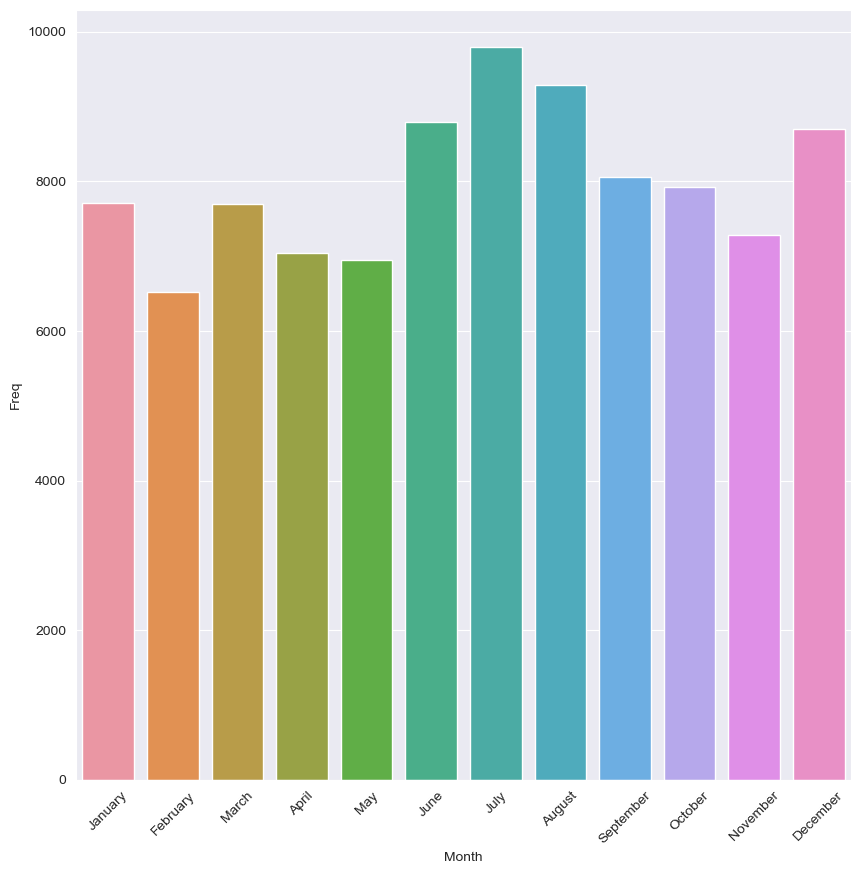 10000
8000
6000
4000
2000
0
Freq
January
February
March
April
May
June
July
August
September
October
November
December
Month